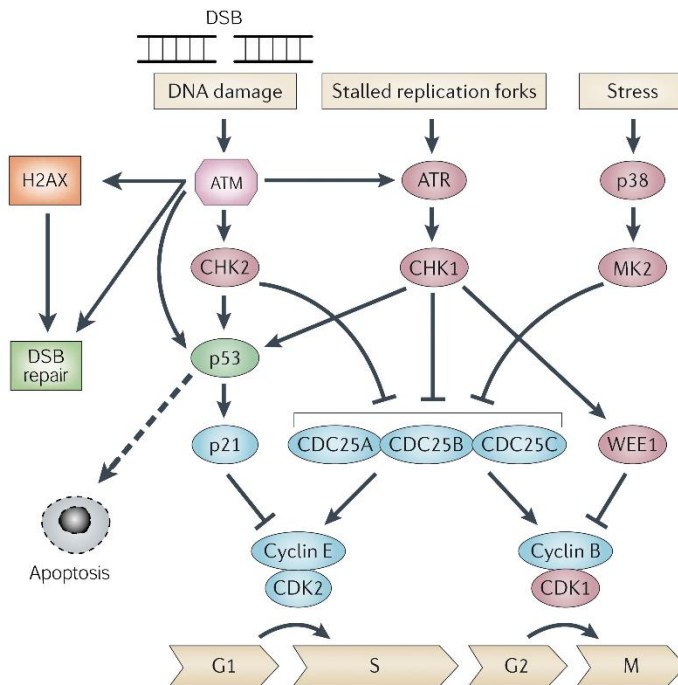 DSB
DNA damage
Stalled replication forks
Stress
H2AX
ATM
ATR
p38
CHK2
CHK1
MK2
DSB
repair
p53
p21
CDC25A
CDC25B
CDC25C
WEE1
Apoptosis
Cyclin E
CDK2
Cyclin B
CDK1
G1
S
G2
M